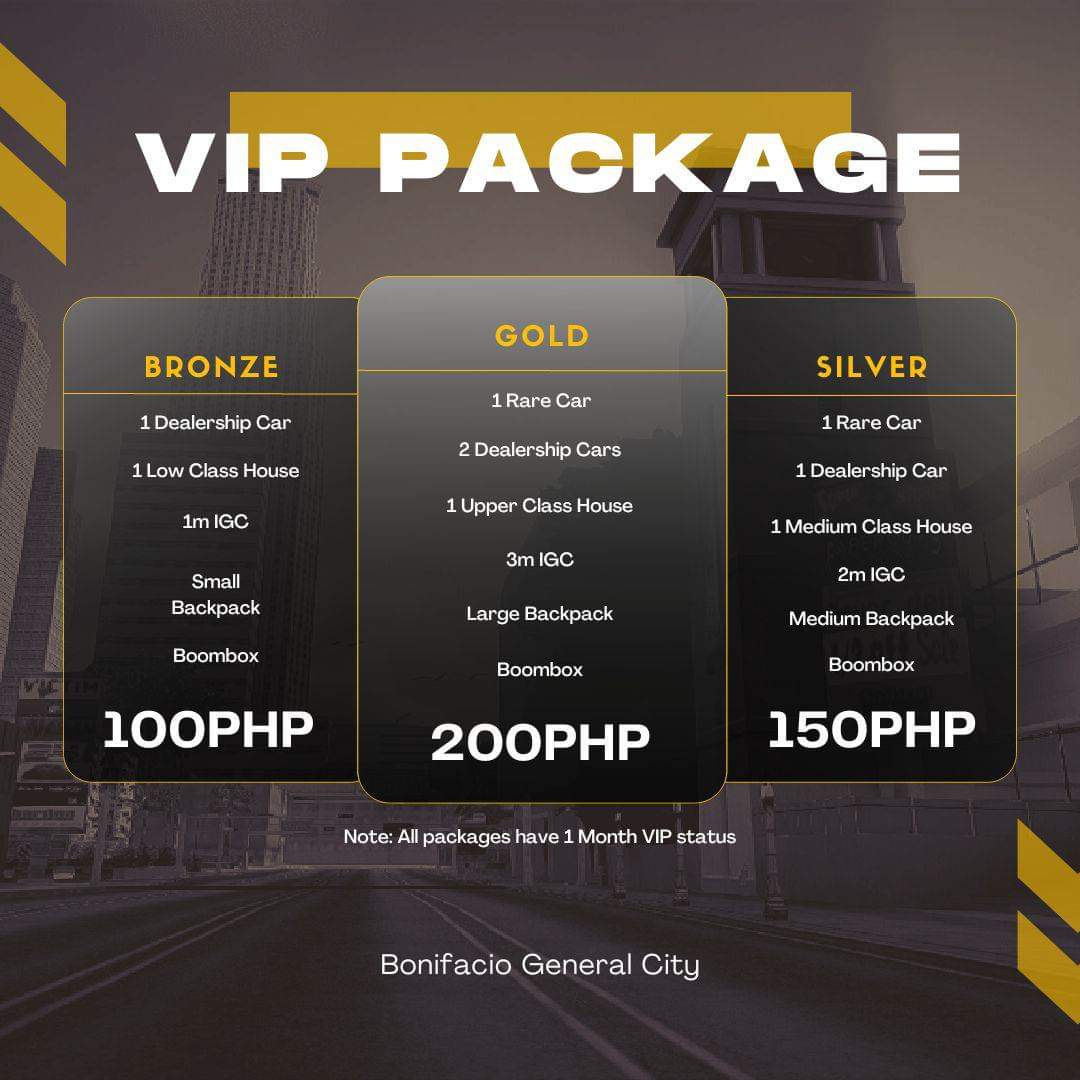 VIP PACKAGE
BRONZE
1 Dealership Car
1 Low Class House
1m IGC
Small
Backpack
Boombox
100PHP
GOLD
1 Rare Car
2 Dealership Cars
1 Upper Class House
3m IGC
Large Backpack
Boombox
200PHP
SILVER
1 Rare Car
1 Dealership Car
1 Medium Class House
2m IGC
Medium Backpack
Boombox
150PHP
Note: All packages have 1 Month VIP status
Bonifacio General City
VICTIM